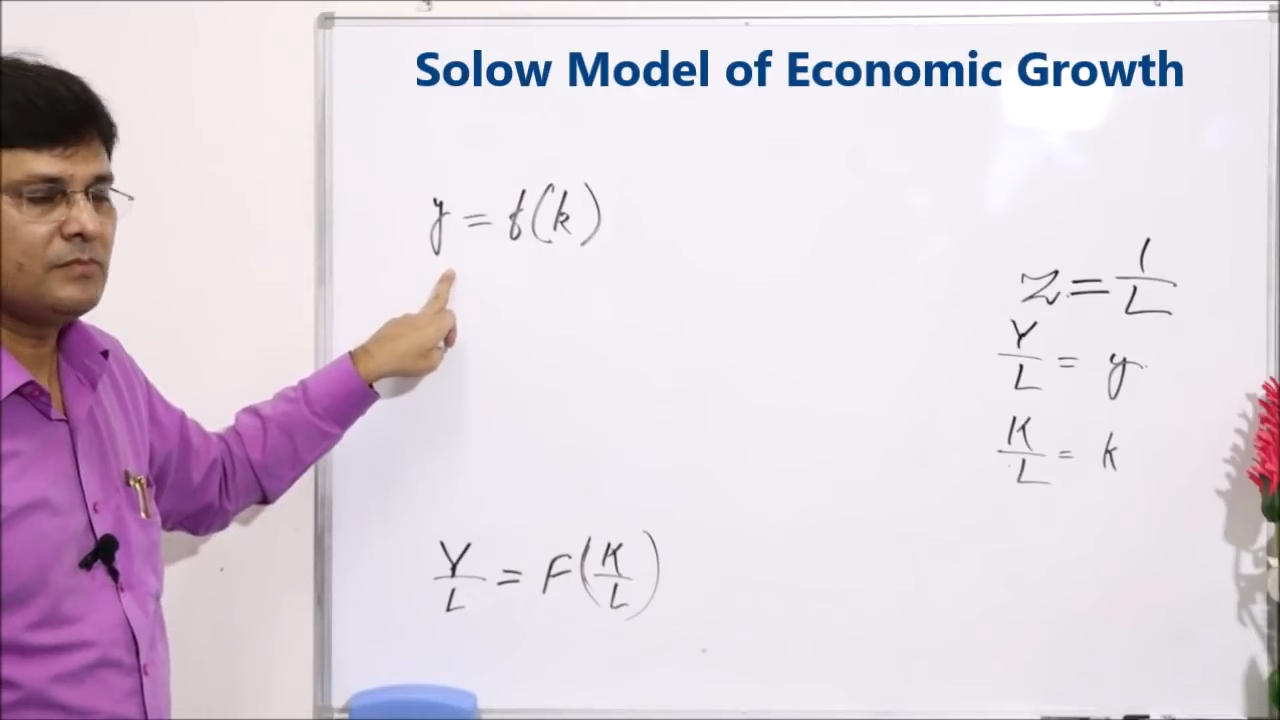 Solow Model of Economic Growth
y = f(k)
z = 1/L
Y/L = y
K/L = k
Y/L = F(K/L)